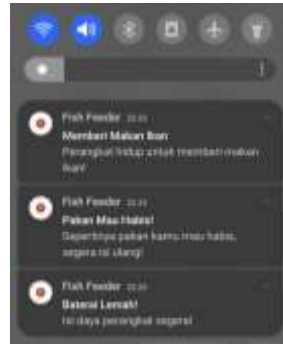 Fish Feeder
Memberi Makan Ikan
Perangkat hidup untuk memberi makan
ikan!
Fish Feeder
Pakan Mau Habis!
Sepertinya pakan kamu mau habis,
segera isi ulang!
Fish Feeder
Baterai Lemah!
Isi daya perangkat segera!